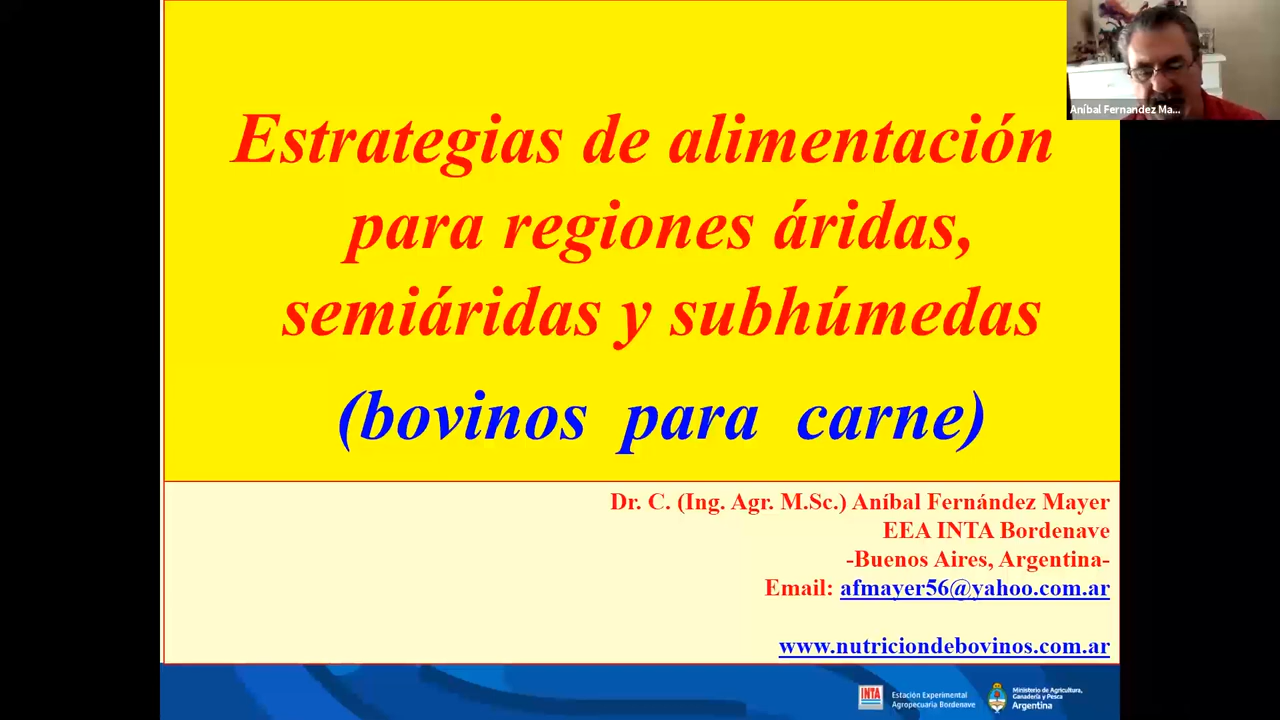 Aníbal Fernandez Ma...
Estrategias de alimentación
para regiones áridas,
semiáridas y subhúmedas
(bovinos para carne)
Dr. C. (Ing. Agr. M.Sc.) Aníbal Fernández Mayer
EEA INTA Bordenave
-Buenos Aires, Argentina-
Email: afmayer56@yahoo.com.ar
www.nutriciondebovinos.com.ar
INTA
Estación Experimental
Agropecuaria Bordenave
Ministerio de Agricultura,
Ganadería y Pesca
Argentina